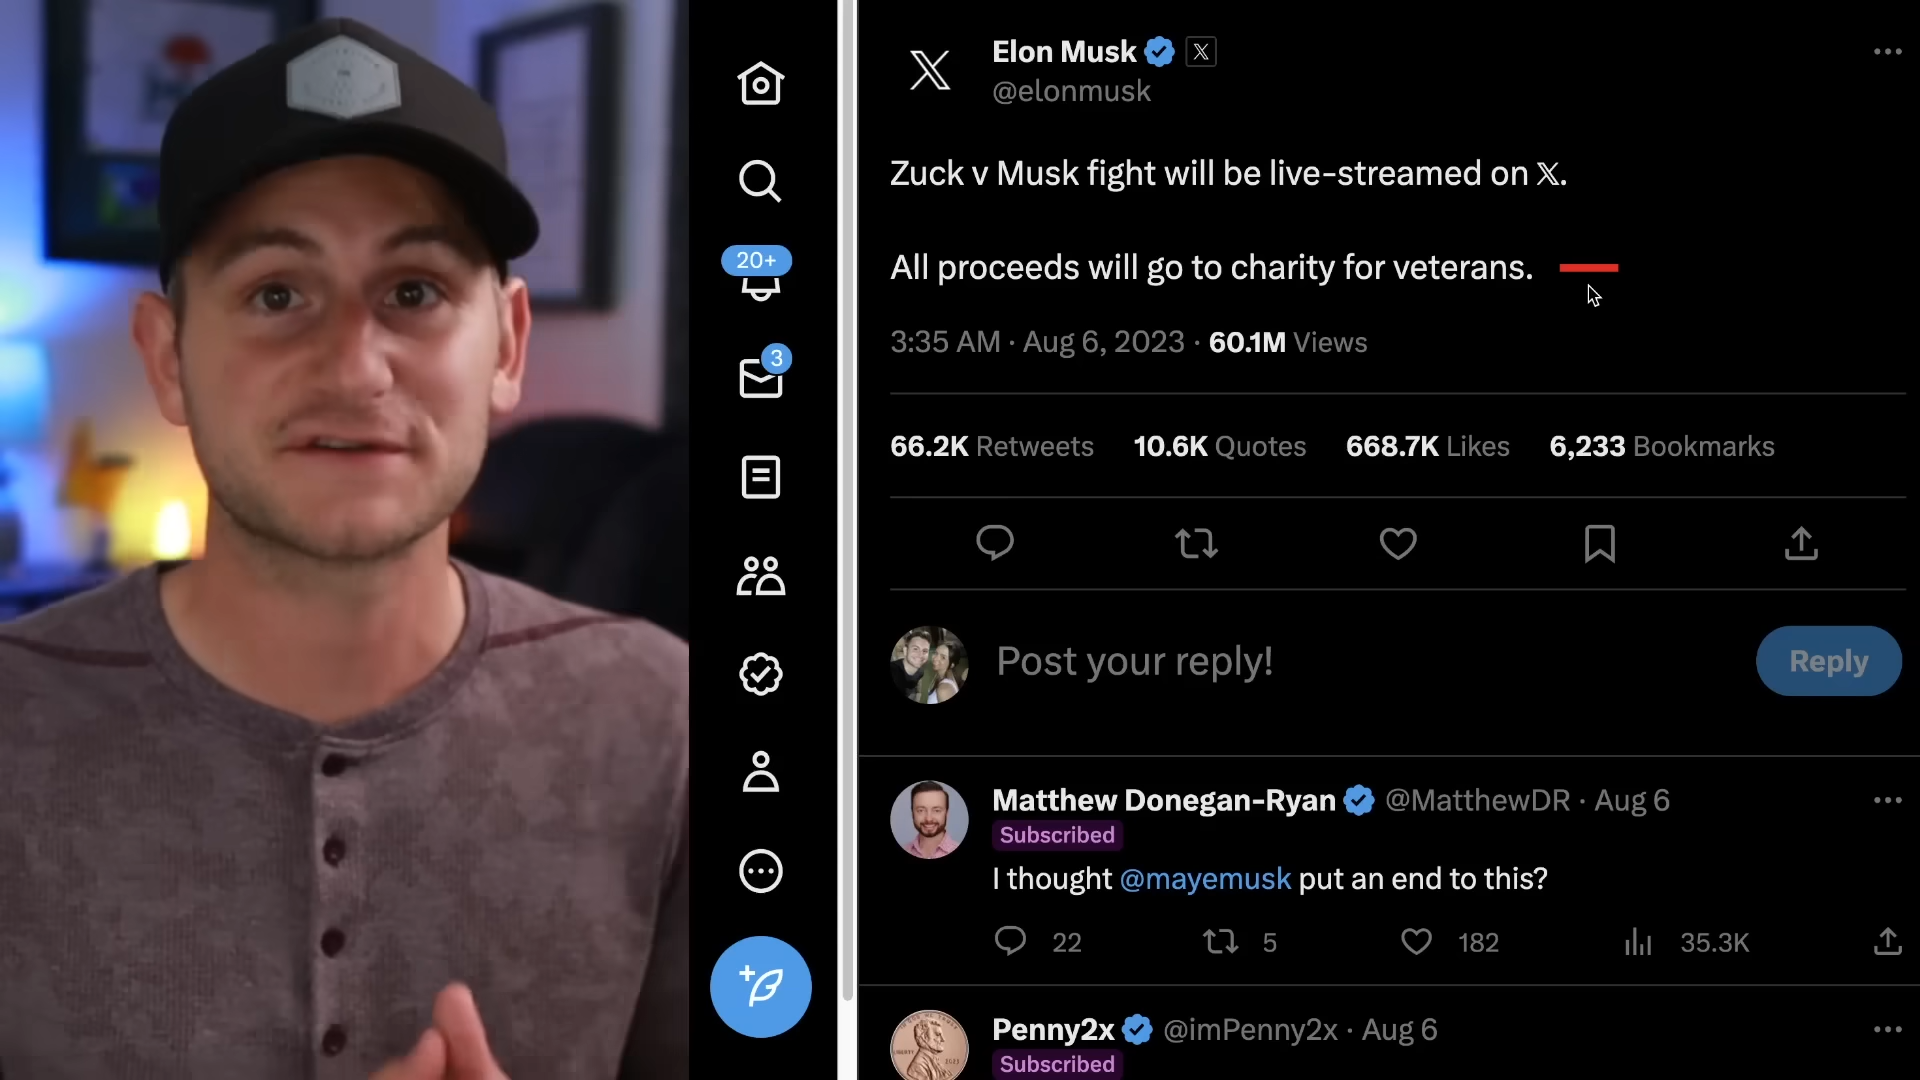 Elon Musk
@elonmusk
Zuck v Musk fight will be live-streamed on 𝕏.
All proceeds will go to charity for veterans.
3:35 AM · Aug 6, 2023 · 60.1M Views
66.2K Retweets 10.6K Quotes 668.7K Likes 6,233 Bookmarks
20+
3
Post your reply!
Reply
Matthew Donegan-Ryan @MatthewDR · Aug 6
Subscribed
I thought @mayemusk put an end to this?
22 5 182 35.3K
Penny2x @imPenny2x · Aug 6
Subscribed